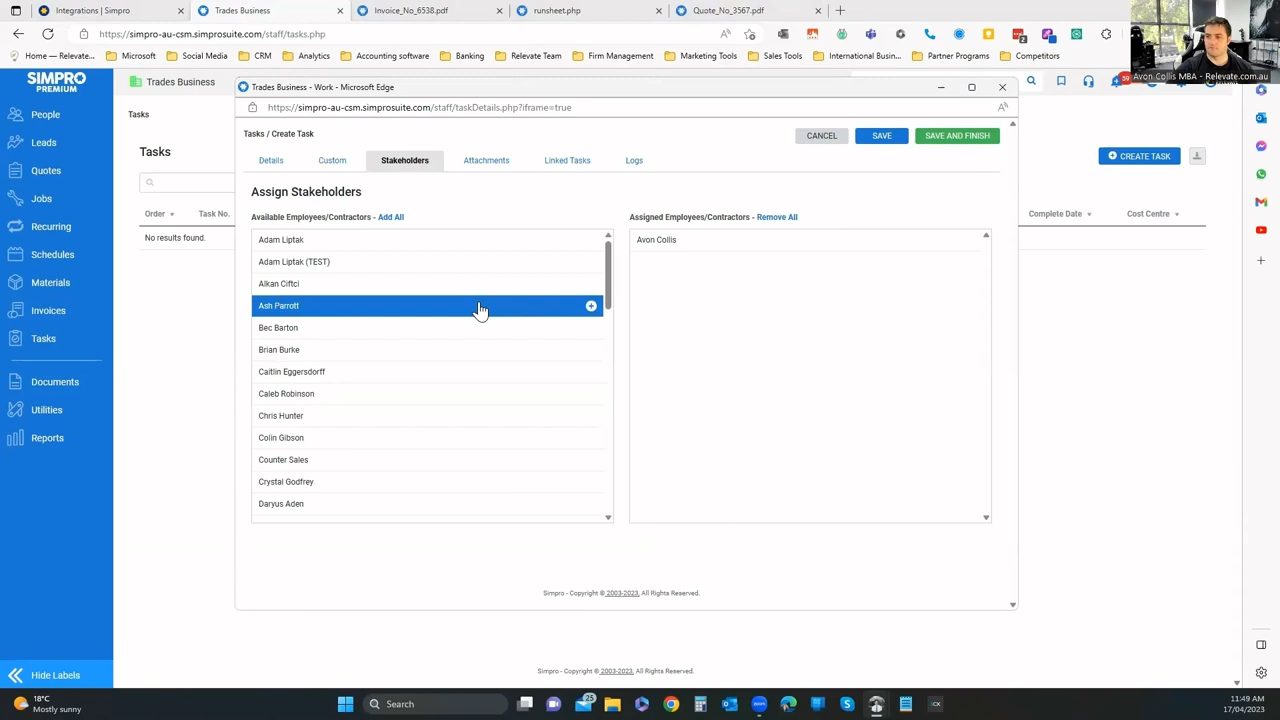 Integrations | Simpro
Trades Business
Invoice_No_6538.pdf
runsheet.php
Quote_No_3567.pdf
https://simpro-au-csm.simprosuite.com/staff/tasks.php
Home — Relevate...
Microsoft
Social Media
CRM
Analytics
Accounting software
Banking
Relevate Team
Firm Management
Marketing Tools
Sales Tools
International Busi...
Partner Programs
Competitors
Avon Collis MBA - Relevate.com.au
SIMPRO
PREMIUM
Trades Business
59
People
Leads
Quotes
Jobs
Recurring
Schedules
Materials
Invoices
Tasks
Documents
Utilities
Reports
Hide Labels
Tasks
Tasks
CREATE TASK
Order
Task No.
Complete Date
Cost Centre
No results found.
Trades Business - Work - Microsoft Edge
https://simpro-au-csm.simprosuite.com/staff/taskDetails.php?iframe=true
Tasks / Create Task
CANCEL
SAVE
SAVE AND FINISH
Details
Custom
Stakeholders
Attachments
Linked Tasks
Logs
Assign Stakeholders
Available Employees/Contractors - Add All
Assigned Employees/Contractors - Remove All
Adam Liptak
Adam Liptak (TEST)
Alkan Ciftci
Ash Parrott
Bec Barton
Brian Burke
Caitlin Eggersdorff
Caleb Robinson
Chris Hunter
Colin Gibson
Counter Sales
Crystal Godfrey
Daryus Aden
Avon Collis
Simpro - Copyright © 2003-2023. All Rights Reserved.
Simpro - Copyright © 2003-2023. All Rights Reserved.
18°C
Mostly sunny
Search
25
11:49 AM
17/04/2023